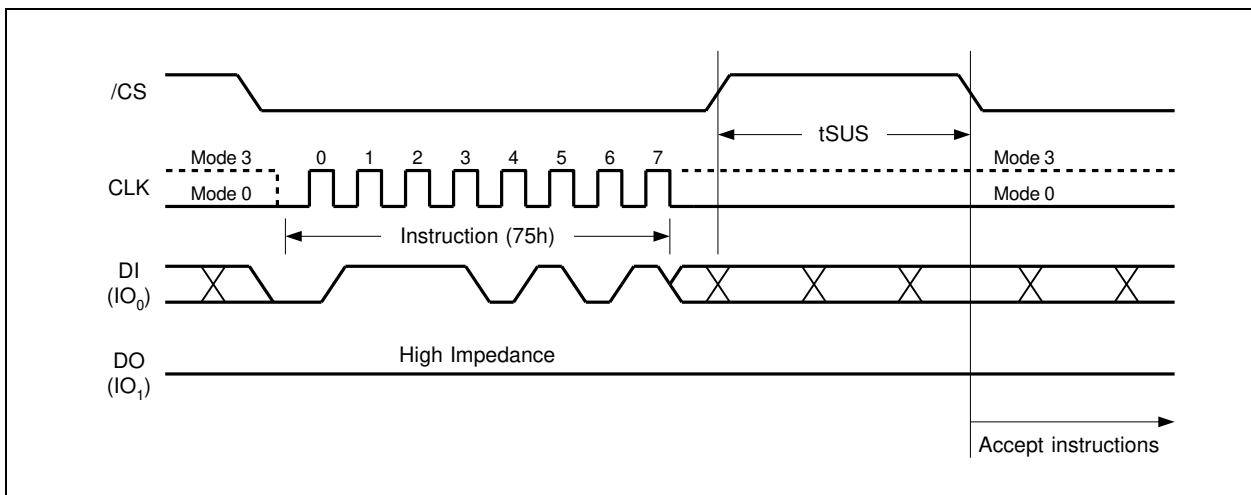 /CS
tSUS
Mode 3
0 1 2 3 4 5 6 7
Mode 3
CLK
Mode 0
Mode 0
Instruction (75h)
DI
(IO0)
High Impedance
DO
(IO1)
Accept instructions